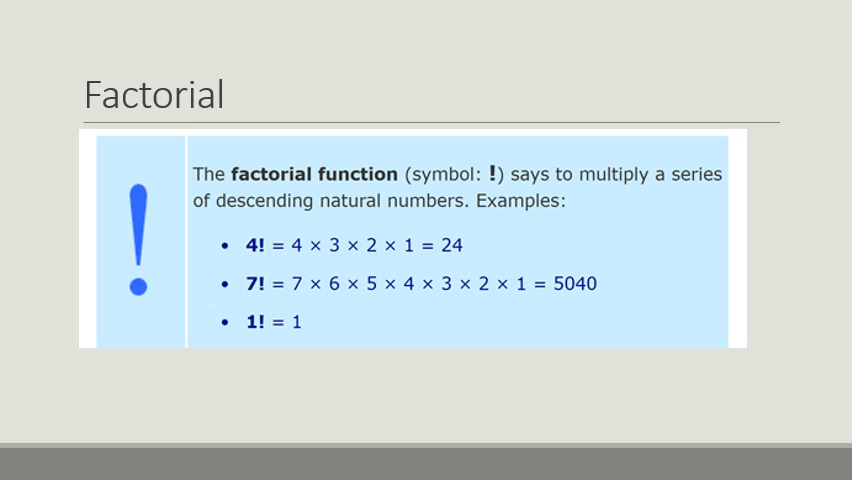 Factorial
The factorial function (symbol: !) says to multiply a series
of descending natural numbers. Examples:
• 4! = 4 × 3 × 2 × 1 = 24
• 7! = 7 × 6 × 5 × 4 × 3 × 2 × 1 = 5040
• 1! = 1
!